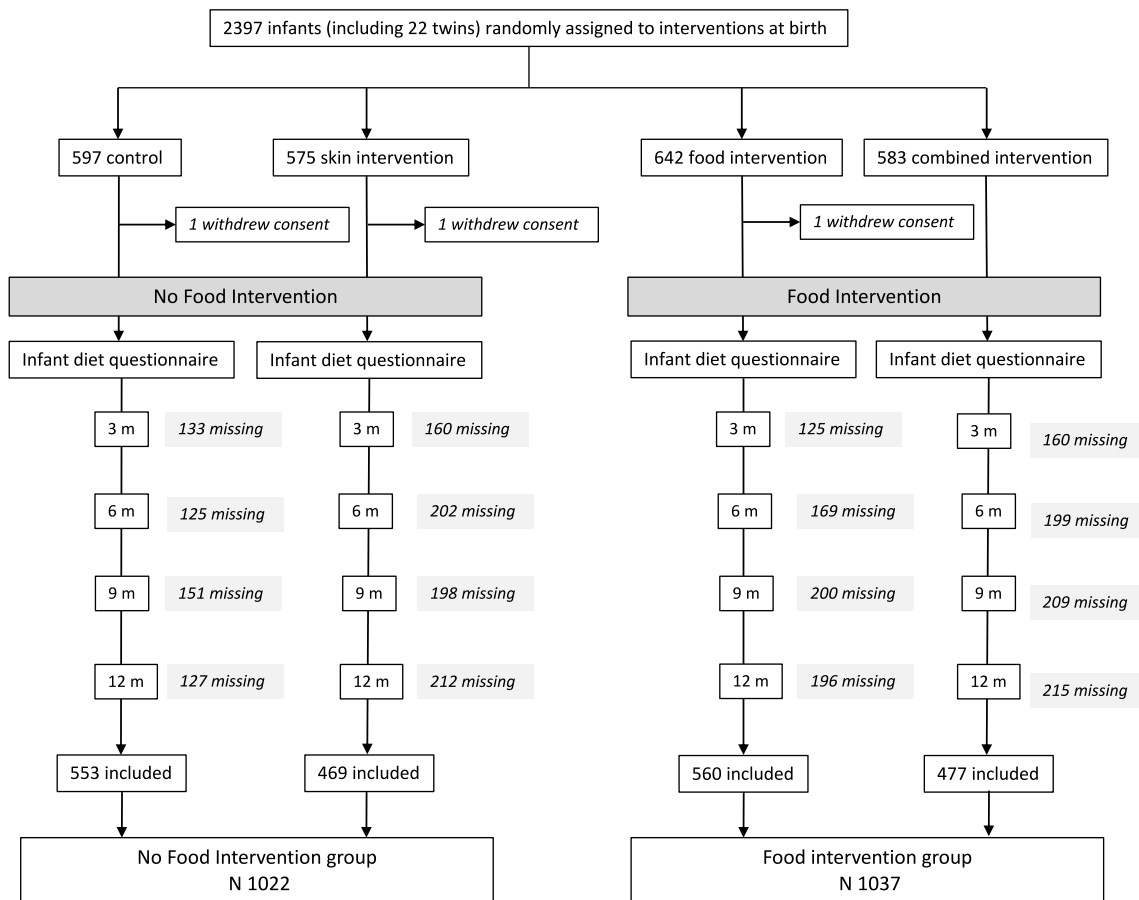 2397 infants (including 22 twins) randomly assigned to interventions at birth
597 control
575 skin intervention
642 food intervention
583 combined intervention
1 withdrew consent
1 withdrew consent
1 withdrew consent
No Food Intervention
Food Intervention
Infant diet questionnaire
Infant diet questionnaire
Infant diet questionnaire
Infant diet questionnaire
3 m
133 missing
3 m
160 missing
3 m
125 missing
3 m
160 missing
6 m
125 missing
6 m
202 missing
6 m
169 missing
6 m
199 missing
9 m
151 missing
9 m
198 missing
9 m
200 missing
9 m
209 missing
12 m
127 missing
12 m
212 missing
12 m
196 missing
12 m
215 missing
553 included
469 included
560 included
477 included
No Food Intervention group
N 1022
Food intervention group
N 1037